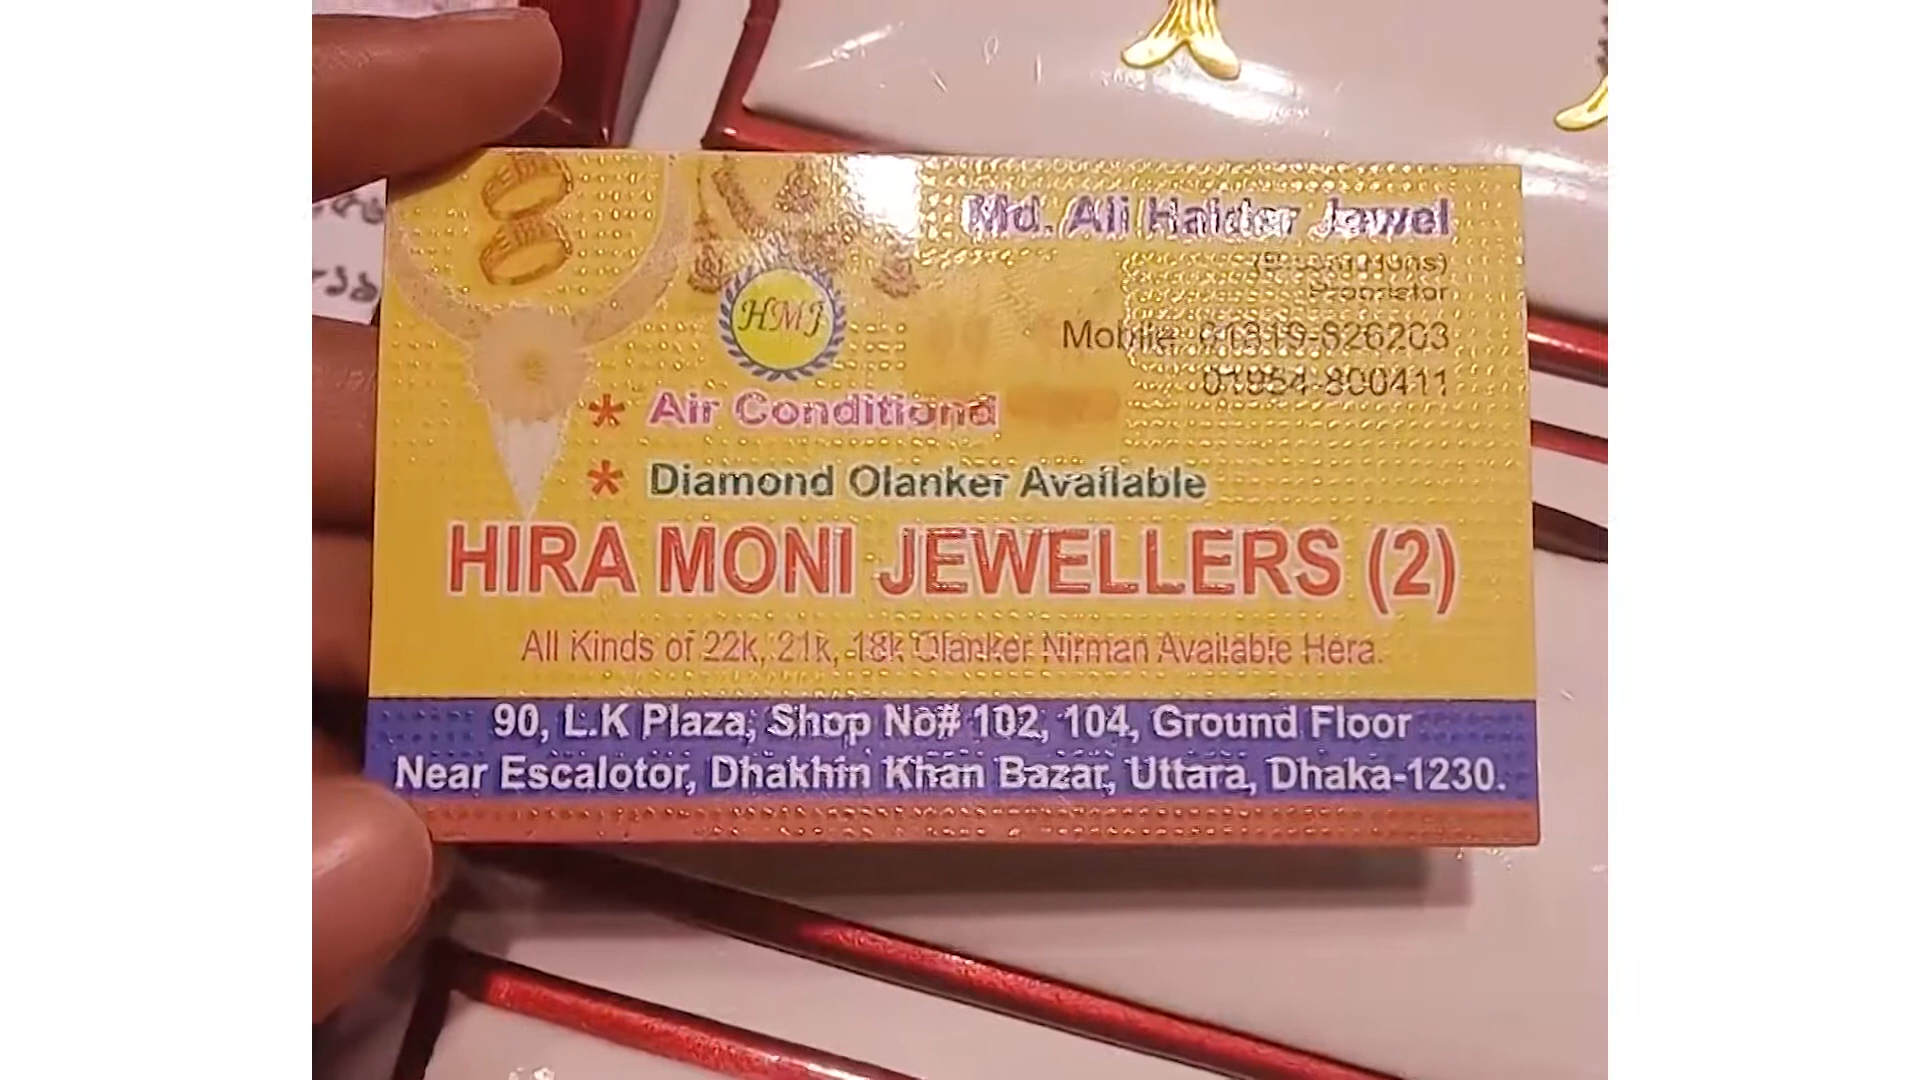 Md. Ali Haider Jewel
Proprietor
HMJ
Mobile: 01819-826203
01954-800411
* Air Conditiond
* Diamond Olanker Available
HIRA MONI JEWELLERS (2)
All Kinds of 22k, 21k, 18k Olanker Nirman Available Hera.
90, L.K Plaza, Shop No# 102, 104, Ground Floor
Near Escalotor, Dhakhin Khan Bazar, Uttara, Dhaka-1230.